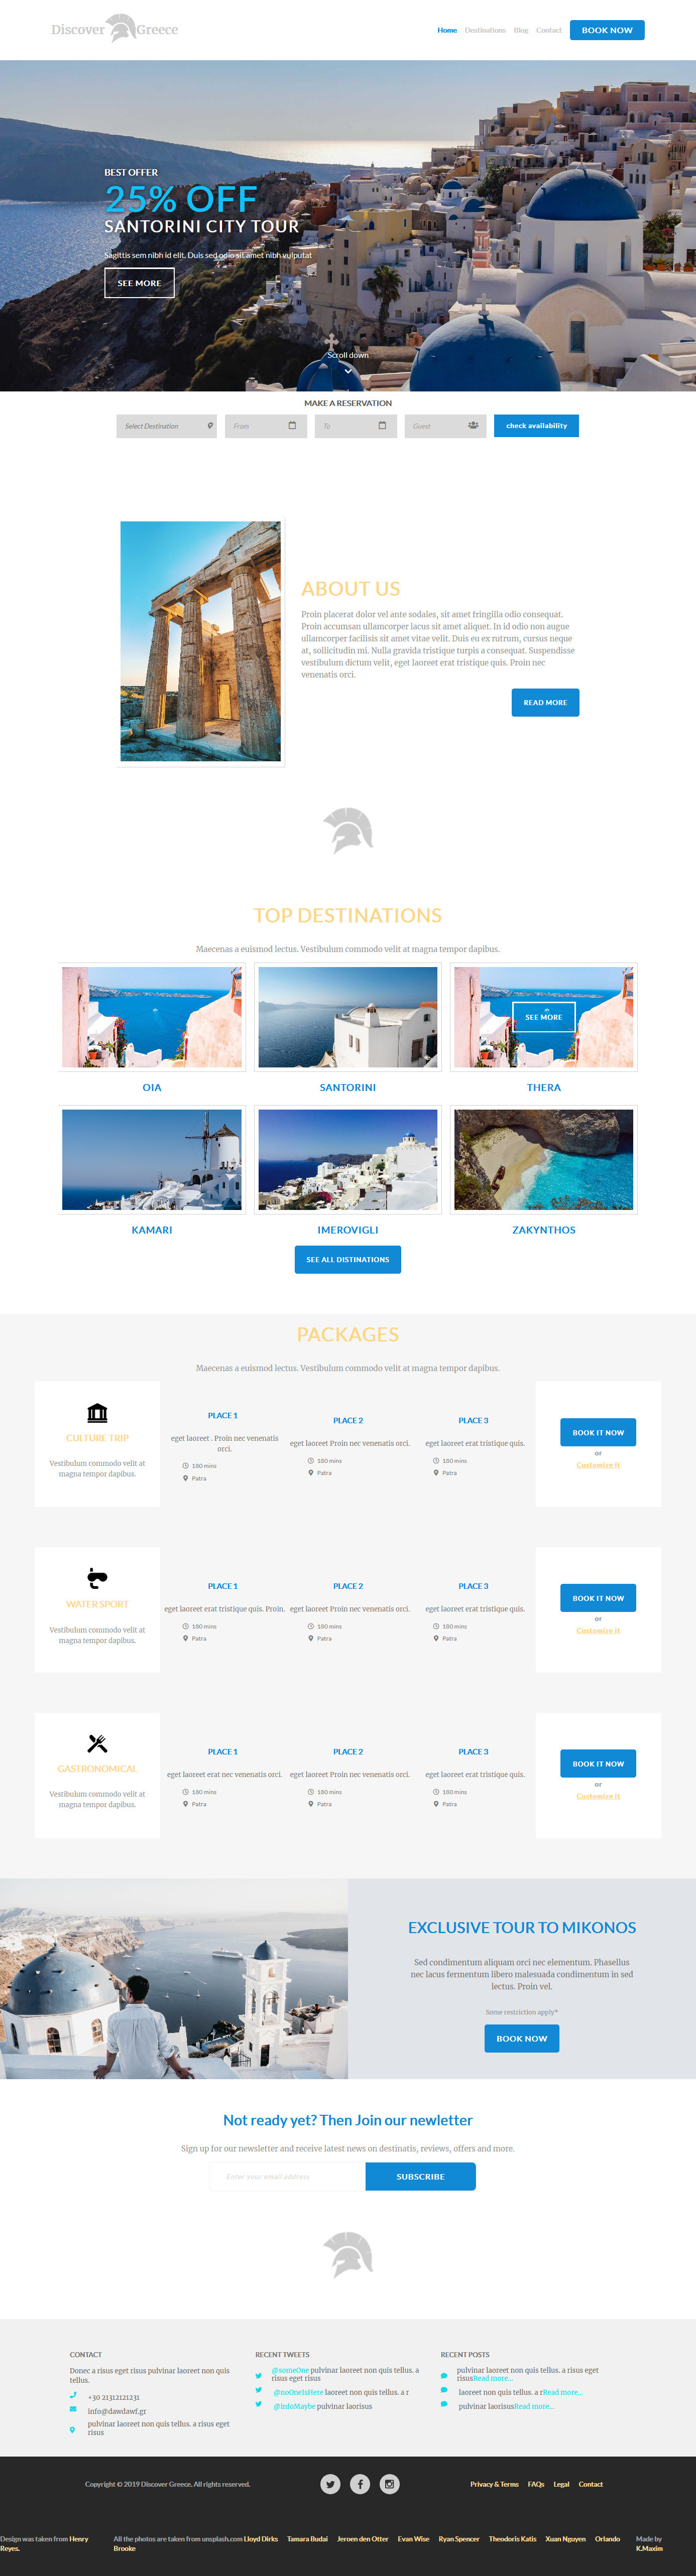 Discover Greece
Home Destinations Blog Contact BOOK NOW
BEST OFFER
25% OFF
SANTORINI CITY TOUR
Sagittis sem nibh id elit. Duis sed odio sit amet nibh vulputat
SEE MORE
Scroll down
MAKE A RESERVATION
Select Destination From To Guest check availability
ABOUT US
Proin placerat dolor vel ante sodales, sit amet fringilla odio consequat.
Proin accumsan ullamcorper lacus sit amet aliquet. In id odio non augue
ullamcorper facilisis sit amet vitae velit. Duis eu ex rutrum, cursus neque
at, sollicitudin mi. Nulla gravida tristique turpis a consequat. Suspendisse
vestibulum dictum velit, eget laoreet erat tristique quis. Proin nec
venenatis orci.
READ MORE
TOP DESTINATIONS
Maecenas a euismod lectus. Vestibulum commodo velit at magna tempor dapibus.
SEE MORE
OIA SANTORINI THERA
KAMARI IMEROVIGLI ZAKYNTHOS
SEE ALL DISTINATIONS
PACKAGES
Maecenas a euismod lectus. Vestibulum commodo velit at magna tempor dapibus.
CULTURE TRIP
Vestibulum commodo velit at
magna tempor dapibus.
PLACE 1
eget laoreet . Proin nec venenatis
orci.
180 mins
Patra
PLACE 2
eget laoreet Proin nec venenatis orci.
180 mins
Patra
PLACE 3
eget laoreet erat tristique quis.
180 mins
Patra
BOOK IT NOW
or
Customize It
WATER SPORT
Vestibulum commodo velit at
magna tempor dapibus.
PLACE 1
eget laoreet erat tristique quis. Proin.
180 mins
Patra
PLACE 2
eget laoreet Proin nec venenatis orci.
180 mins
Patra
PLACE 3
eget laoreet erat tristique quis.
180 mins
Patra
BOOK IT NOW
or
Customize It
GASTRONOMICAL
Vestibulum commodo velit at
magna tempor dapibus.
PLACE 1
eget laoreet erat nec venenatis orci.
180 mins
Patra
PLACE 2
eget laoreet Proin nec venenatis orci.
180 mins
Patra
PLACE 3
eget laoreet erat tristique quis.
180 mins
Patra
BOOK IT NOW
or
Customize It
EXCLUSIVE TOUR TO MIKONOS
Sed condimentum aliquam orci nec elementum. Phasellus
nec lacus fermentum libero malesuada condimentum in sed
lectus. Proin vel.
Some restriction apply*
BOOK NOW
Not ready yet? Then Join our newletter
Sign up for our newsletter and receive latest news on destinatis, reviews, offers and more.
Enter your email address SUBSCRIBE
CONTACT
Donec a risus eget risus pulvinar laoreet non quis
tellus.
+30 21312121231
info@dawdawf.gr
pulvinar laoreet non quis tellus. a risus eget
risus
RECENT TWEETS
@someOne pulvinar laoreet non quis tellus. a
risus eget risus
@noOneIsHere laoreet non quis tellus. a r
@infoMaybe pulvinar laorisus
RECENT POSTS
pulvinar laoreet non quis tellus. a risus eget
risusRead more...
laoreet non quis tellus. a rRead more...
pulvinar laorisusRead more...
Copyright © 2019 Discover Greece. All rights reserved.
Privacy & Terms FAQs Legal Contact
Design was taken from Henry
Reyes.
All the photos are taken from unsplash.com Lloyd Dirks Tamara Budai Jeroen den Otter Evan Wise Ryan Spencer Theodoris Katis Xuan Nguyen Orlando
Brooke
Made by
K.Maxim